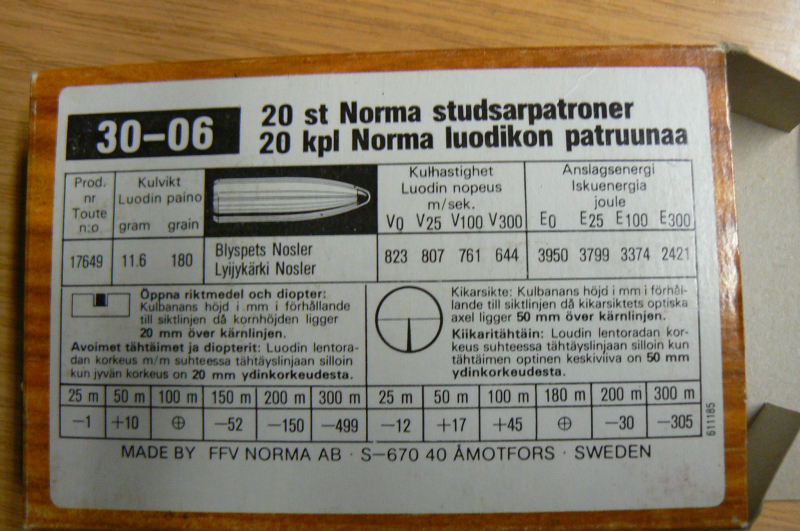 30-06
20 st Norma studsarpatroner
20 kpl Norma luodikon patruunaa
Prod. nr Toute n:o
Kulvikt
Luodin paino
gram grain
Kulhastighet
Luodin nopeus
m/sek.
V0 V25 V100 V300
Anslagsenergi
Iskuenergia
joule
E0 E25 E100 E300
17649 11.6 180
Blyspets Nosler
Lyijykärki Nosler
823 807 761 644 3950 3799 3374 2421
Öppna riktmedel och diopter:
Kulbanans höjd i mm i förhållande
till siktlinjen då kornhöjden ligger
20 mm över kärnlinjen.
Avoimet tähtäimet ja diopterit: Luodin lentora-
dan korkeus m/m suhteessa tähtäyslinjaan silloin
kun jyvän korkeus on 20 mm ydinkorkeudesta.
Kikarsikte: Kulbanans höjd i mm i förhål-
lande till siktlinjen då kikarsiktets optiska
axel ligger 50 mm över kärnlinjen.
Kiikaritähtäin: Loudin lentoradan kor-
keus suhteessa tähtäyslinjaan silloin kun
tähtäimen optinen keskiviiva on 50 mm
ydinkorkeudesta.
25 m 50 m 100 m 150 m 200 m 300 m 25 m 50 m 100 m 180 m 200 m 300 m
−1 +10 ⊕ −52 −150 −499 −12 +17 +45 ⊕ −30 −305
611185
MADE BY FFV NORMA AB · S-670 40 ÅMOTFORS · SWEDEN